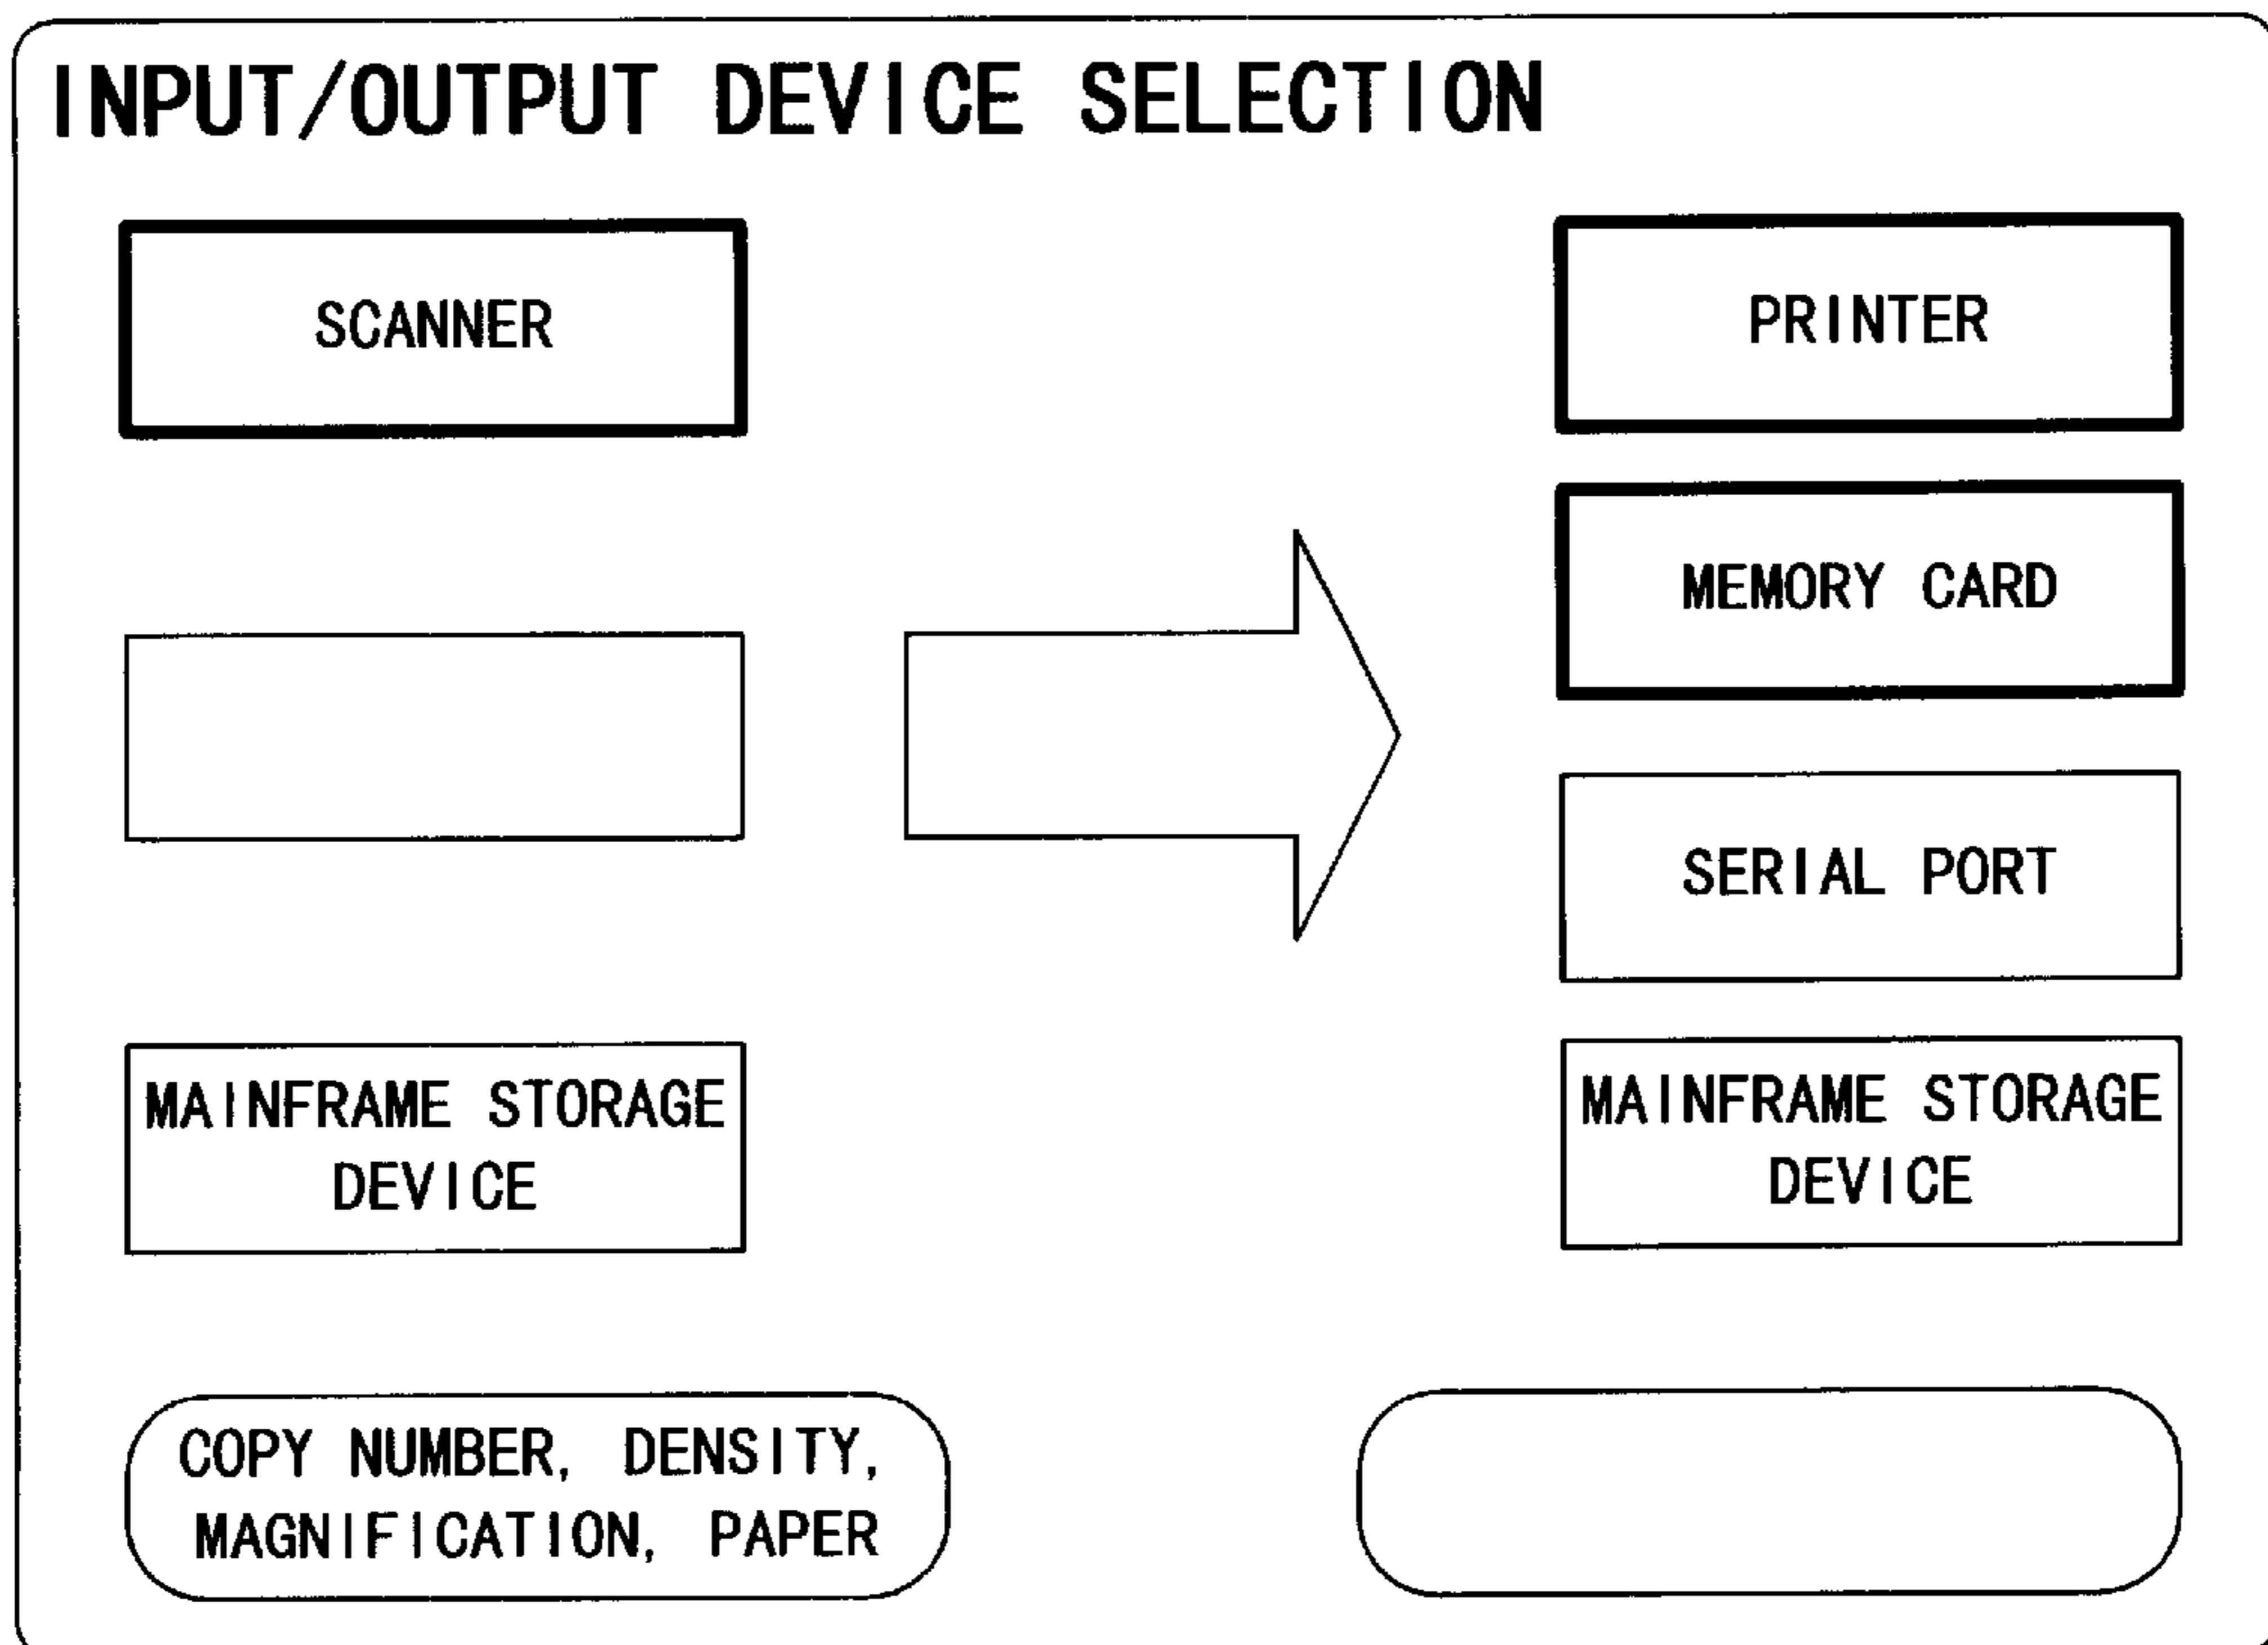 INPUT/OUTPUT DEVICE SELECTION
SCANNER
PRINTER
MEMORY CARD
SERIAL PORT
MAINFRAME STORAGE
DEVICE
MAINFRAME STORAGE
DEVICE
COPY NUMBER, DENSITY,
MAGNIFICATION, PAPER